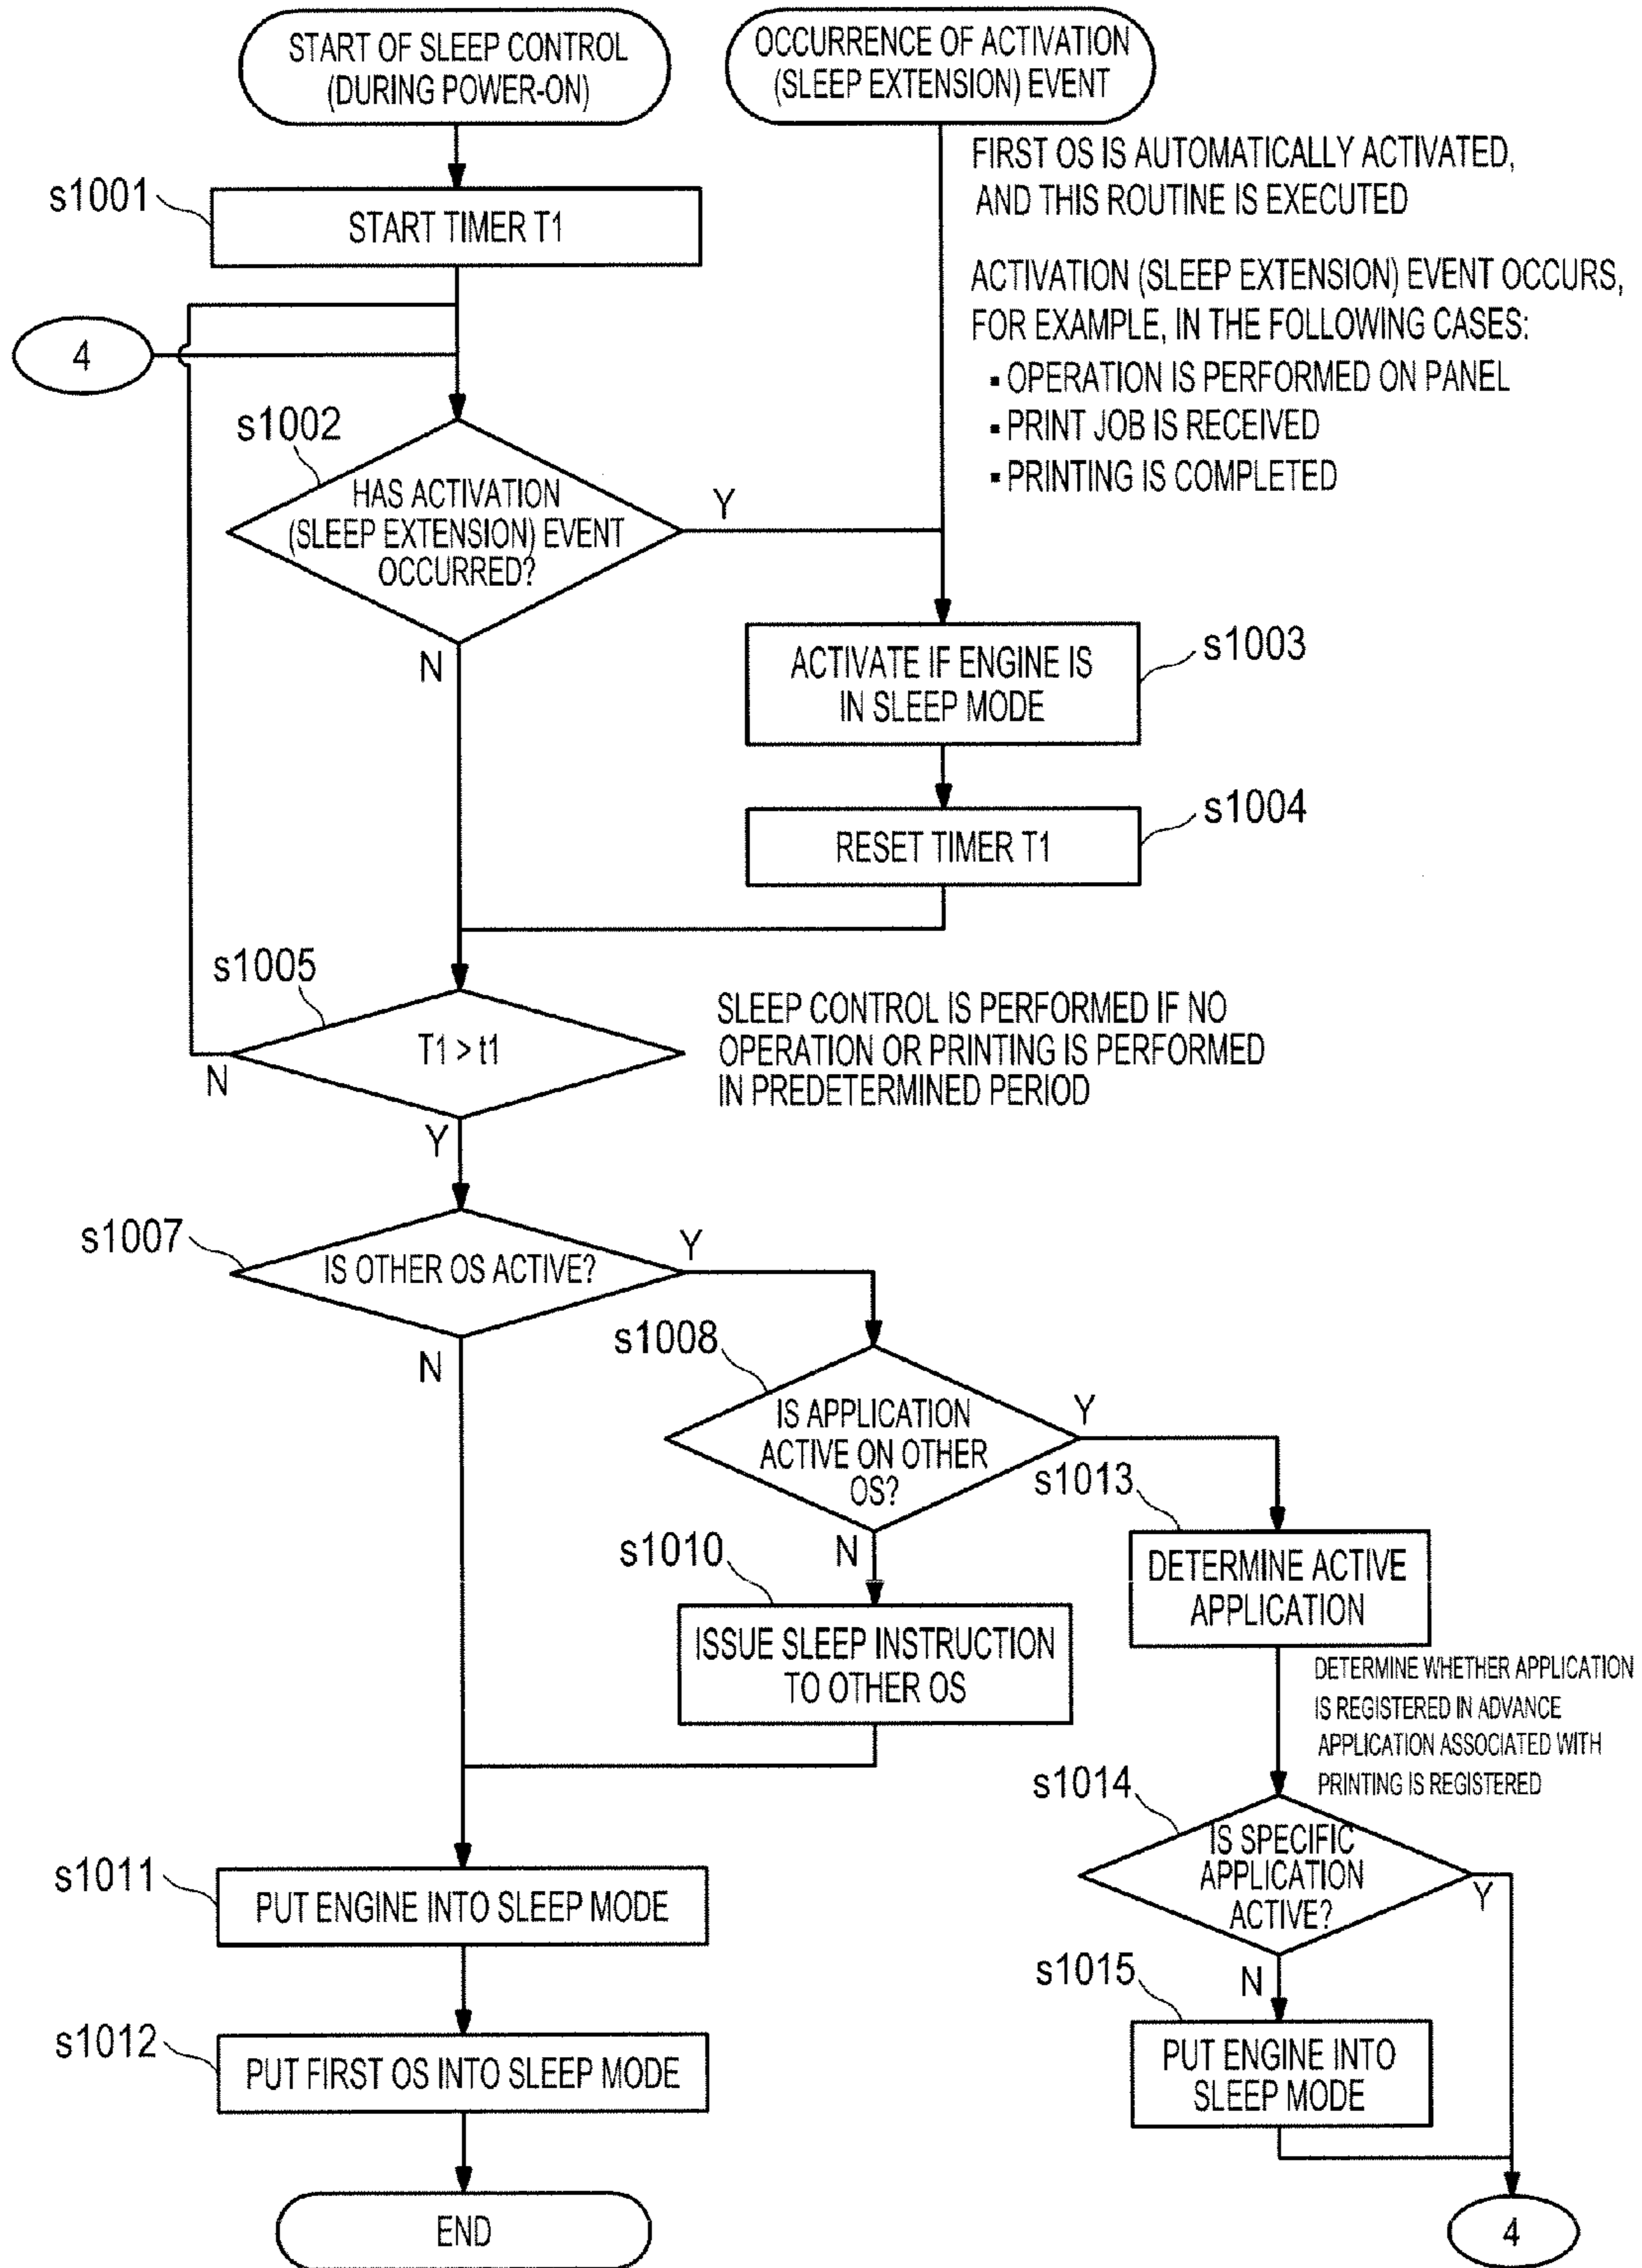 START OF SLEEP CONTROL
(DURING POWER-ON)
OCCURRENCE OF ACTIVATION
(SLEEP EXTENSION) EVENT
FIRST OS IS AUTOMATICALLY ACTIVATED,
AND THIS ROUTINE IS EXECUTED
s1001
START TIMER T1
ACTIVATION (SLEEP EXTENSION) EVENT OCCURS,
FOR EXAMPLE, IN THE FOLLOWING CASES:
▪ OPERATION IS PERFORMED ON PANEL
▪ PRINT JOB IS RECEIVED
▪ PRINTING IS COMPLETED
4
s1002
HAS ACTIVATION
(SLEEP EXTENSION) EVENT
OCCURRED?
Y
N
s1003
ACTIVATE IF ENGINE IS
IN SLEEP MODE
s1004
RESET TIMER T1
s1005
T1 > t1
N
Y
SLEEP CONTROL IS PERFORMED IF NO
OPERATION OR PRINTING IS PERFORMED
IN PREDETERMINED PERIOD
s1007
IS OTHER OS ACTIVE?
Y
N
s1008
IS APPLICATION
ACTIVE ON OTHER
OS?
Y
N
s1010
ISSUE SLEEP INSTRUCTION
TO OTHER OS
s1013
DETERMINE ACTIVE
APPLICATION
DETERMINE WHETHER APPLICATION
IS REGISTERED IN ADVANCE
APPLICATION ASSOCIATED WITH
PRINTING IS REGISTERED
s1014
IS SPECIFIC
APPLICATION
ACTIVE?
Y
N
s1015
PUT ENGINE INTO
SLEEP MODE
s1011
PUT ENGINE INTO SLEEP MODE
s1012
PUT FIRST OS INTO SLEEP MODE
END
4